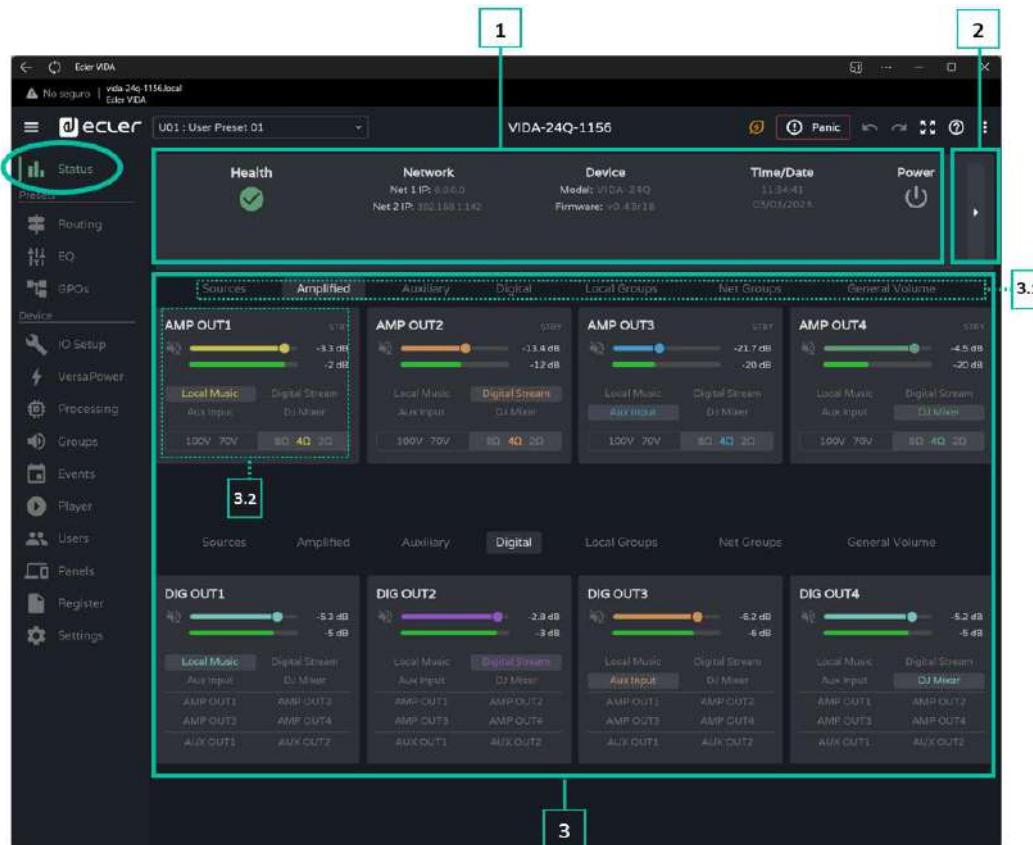 1
2
Ecler VIDA
No seguro | vida-24q-1156.local
Ecler VIDA
ecler
U01 : User Preset 01
VIDA-24Q-1156
Panic
Status
Presets
Routing
EQ
GPOs
Device
IO Setup
VersaPower
Processing
Groups
Events
Player
Users
Panels
Register
Settings
Health
Network
Net 1 IP: 0.0.0.0
Net 2 IP:
Device
Model: VIDA-24Q
Firmware: v0.43r18
Time/Date
11:34:41
Power
Sources Amplified Auxiliary Digital Local Groups Net Groups General Volume
AMP OUT1 STBY
-3.3 dB
-2 dB
Local Music Digital Stream
Aux Input DJ Mixer
100V 70V 8Ω 4Ω 2Ω
AMP OUT2 STBY
-13.4 dB
-12 dB
Local Music Digital Stream
Aux Input DJ Mixer
100V 70V 8Ω 4Ω 2Ω
AMP OUT3 STBY
-21.7 dB
-20 dB
Local Music Digital Stream
Aux Input DJ Mixer
100V 70V 8Ω 4Ω 2Ω
AMP OUT4 STBY
-4.5 dB
-20 dB
Local Music Digital Stream
Aux Input DJ Mixer
100V 70V 8Ω 4Ω 2Ω
3.2
Sources Amplified Auxiliary Digital Local Groups Net Groups General Volume
DIG OUT1
-5 dB
Local Music Digital Stream
Aux Input DJ Mixer
AMP OUT1 AMP OUT2
AMP OUT3 AMP OUT4
AUX OUT1 AUX OUT2
DIG OUT2
-2.8 dB
-3 dB
Local Music Digital Stream
Aux Input DJ Mixer
AMP OUT1 AMP OUT2
AMP OUT3 AMP OUT4
AUX OUT1 AUX OUT2
DIG OUT3
-6.2 dB
-6 dB
Local Music Digital Stream
Aux Input DJ Mixer
AMP OUT1 AMP OUT2
AMP OUT3 AMP OUT4
AUX OUT1 AUX OUT2
DIG OUT4
-5.2 dB
-5 dB
Local Music Digital Stream
Aux Input DJ Mixer
AMP OUT1 AMP OUT2
AMP OUT3 AMP OUT4
AUX OUT1 AUX OUT2
3